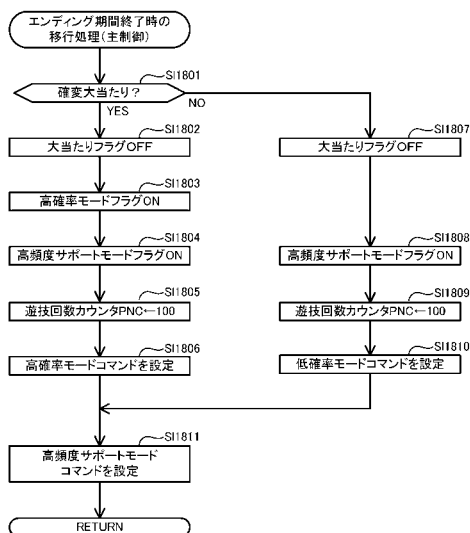 エンディング期間終了時の
移行処理(主制御)
SI1801
確変大当たり?
YES
NO
SI1802
大当たりフラグOFF
SI1803
高確率モードフラグON
SI1804
高頻度サポートモードフラグON
SI1805
遊技回数カウンタPNC←100
SI1806
高確率モードコマンドを設定
SI1807
大当たりフラグOFF
SI1808
高頻度サポートモードフラグON
SI1809
遊技回数カウンタPNC←100
SI1810
低確率モードコマンドを設定
SI1811
高頻度サポートモード
コマンドを設定
RETURN